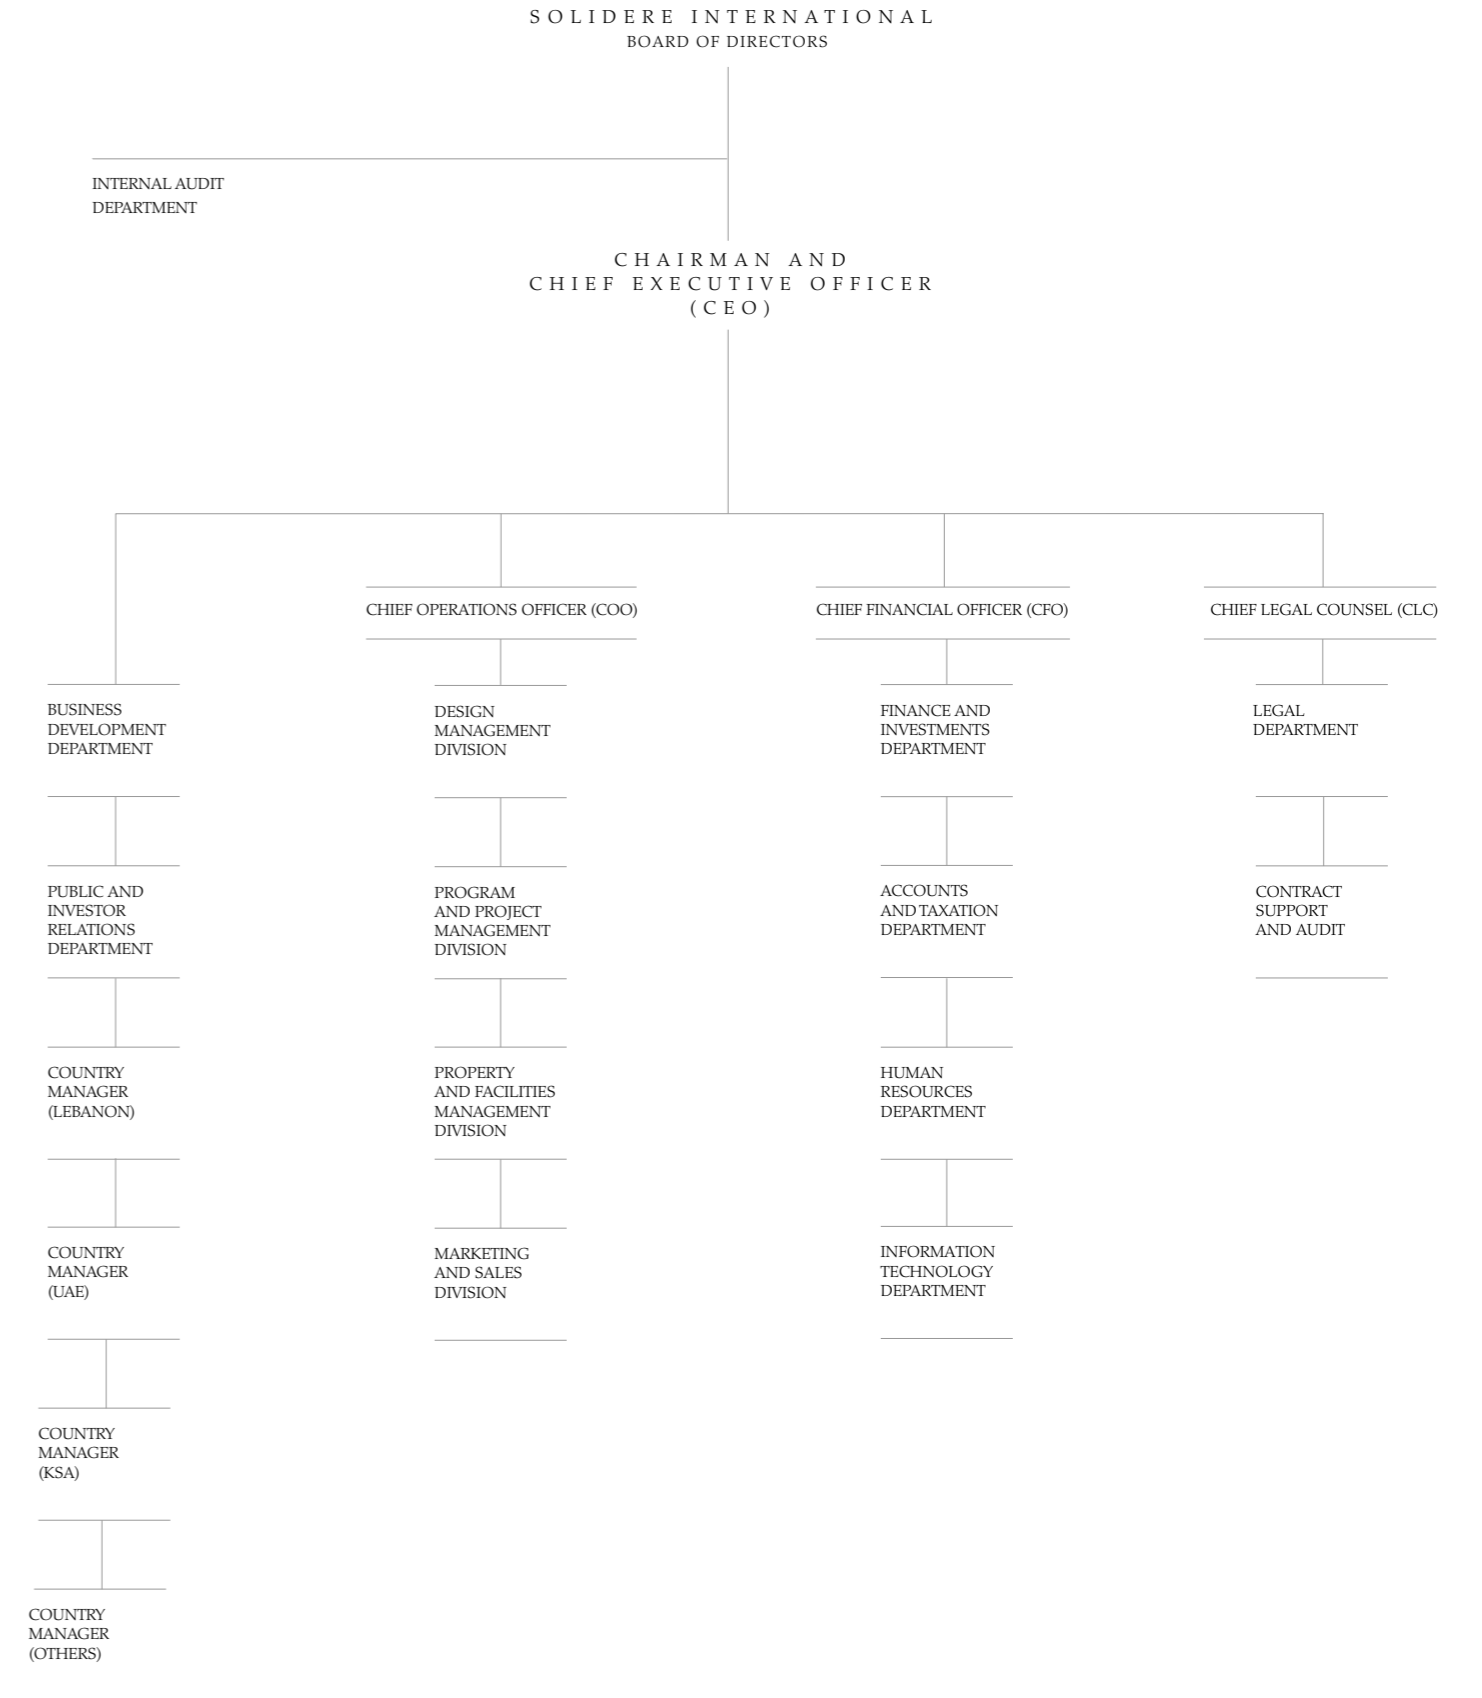 SOLIDERE INTERNATIONAL
BOARD OF DIRECTORS
INTERNAL AUDIT
DEPARTMENT
CHAIRMAN AND
CHIEF EXECUTIVE OFFICER
(CEO)
CHIEF OPERATIONS OFFICER (COO)
CHIEF FINANCIAL OFFICER (CFO)
CHIEF LEGAL COUNSEL (CLC)
BUSINESS
DEVELOPMENT
DEPARTMENT
PUBLIC AND
INVESTOR
RELATIONS
DEPARTMENT
COUNTRY
MANAGER
(LEBANON)
COUNTRY
MANAGER
(UAE)
COUNTRY
MANAGER
(KSA)
COUNTRY
MANAGER
(OTHERS)
DESIGN
MANAGEMENT
DIVISION
PROGRAM
AND PROJECT
MANAGEMENT
DIVISION
PROPERTY
AND FACILITIES
MANAGEMENT
DIVISION
MARKETING
AND SALES
DIVISION
FINANCE AND
INVESTMENTS
DEPARTMENT
ACCOUNTS
AND TAXATION
DEPARTMENT
HUMAN
RESOURCES
DEPARTMENT
INFORMATION
TECHNOLOGY
DEPARTMENT
LEGAL
DEPARTMENT
CONTRACT
SUPPORT
AND AUDIT